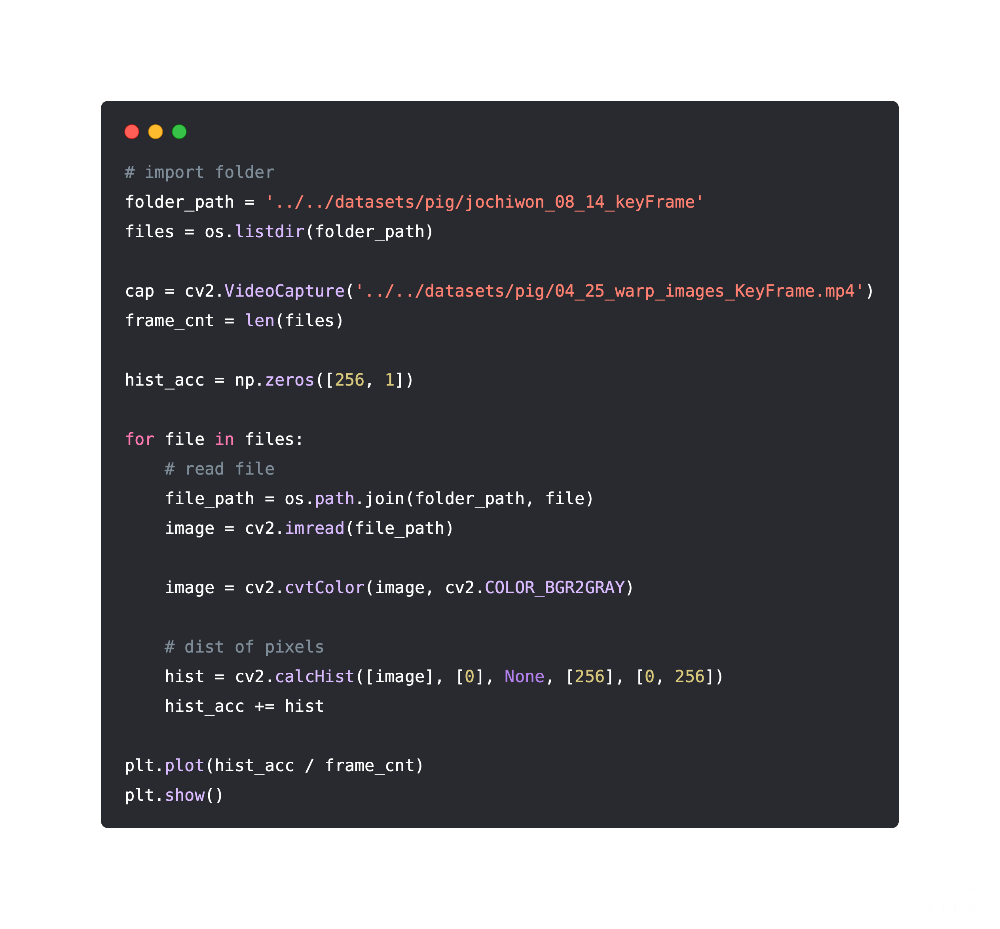 # import folder
folder_path = '../../datasets/pig/jochiwon_08_14_keyFrame'
files = os.listdir(folder_path)
cap = cv2.VideoCapture('../../datasets/pig/04_25_warp_images_KeyFrame.mp4')
frame_cnt = len(files)
hist_acc = np.zeros([256, 1])
for file in files:
    # read file
    file_path = os.path.join(folder_path, file)
    image = cv2.imread(file_path)
    image = cv2.cvtColor(image, cv2.COLOR_BGR2GRAY)
    # dist of pixels
    hist = cv2.calcHist([image], [0], None, [256], [0, 256])
    hist_acc += hist
plt.plot(hist_acc / frame_cnt)
plt.show()